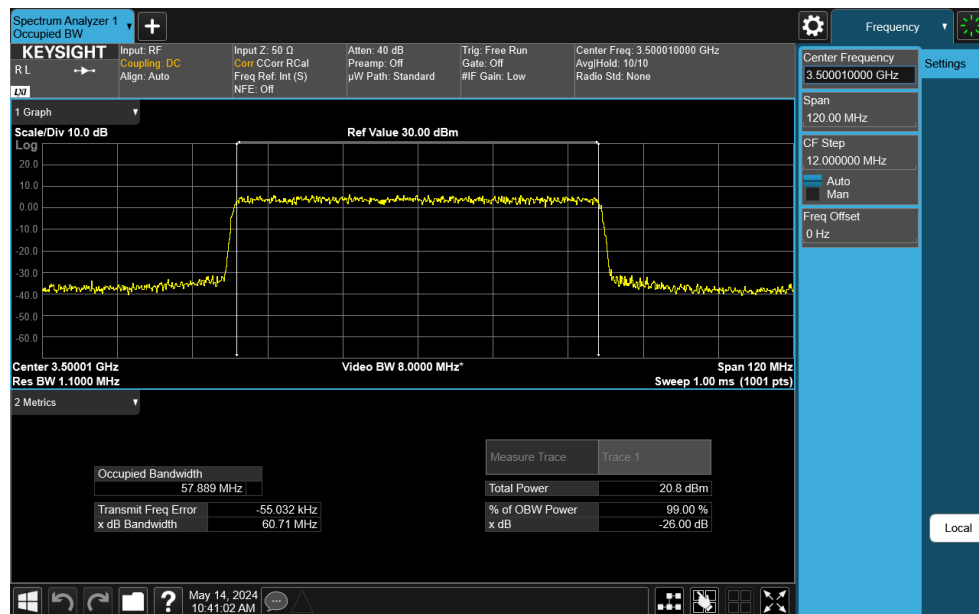 Spectrum Analyzer 1
Occupied BW
Frequency
KEYSIGHT
R L
LXI
Input: RF
Coupling: DC
Align: Auto
Input Z: 50 Ω
Corr CCorr RCal
Freq Ref: Int (S)
NFE: Off
Atten: 40 dB
Preamp: Off
µW Path: Standard
Trig: Free Run
Gate: Off
#IF Gain: Low
Center Freq: 3.500010000 GHz
Avg|Hold: 10/10
Radio Std: None
Center Frequency
3.500010000 GHz
Settings
Span
120.00 MHz
CF Step
12.000000 MHz
Auto
Man
Freq Offset
0 Hz
Local
1 Graph
Scale/Div 10.0 dB
Ref Value 30.00 dBm
Log
20.0
10.0
0.00
-10.0
-20.0
-30.0
-40.0
-50.0
-60.0
Center 3.50001 GHz
Video BW 8.0000 MHz*
Span 120 MHz
Res BW 1.1000 MHz
Sweep 1.00 ms (1001 pts)
2 Metrics
Measure Trace Trace 1
Occupied Bandwidth
57.889 MHz
Total Power 20.8 dBm
Transmit Freq Error -55.032 kHz
% of OBW Power 99.00 %
x dB Bandwidth 60.71 MHz
x dB -26.00 dB
?
May 14, 2024
10:41:02 AM